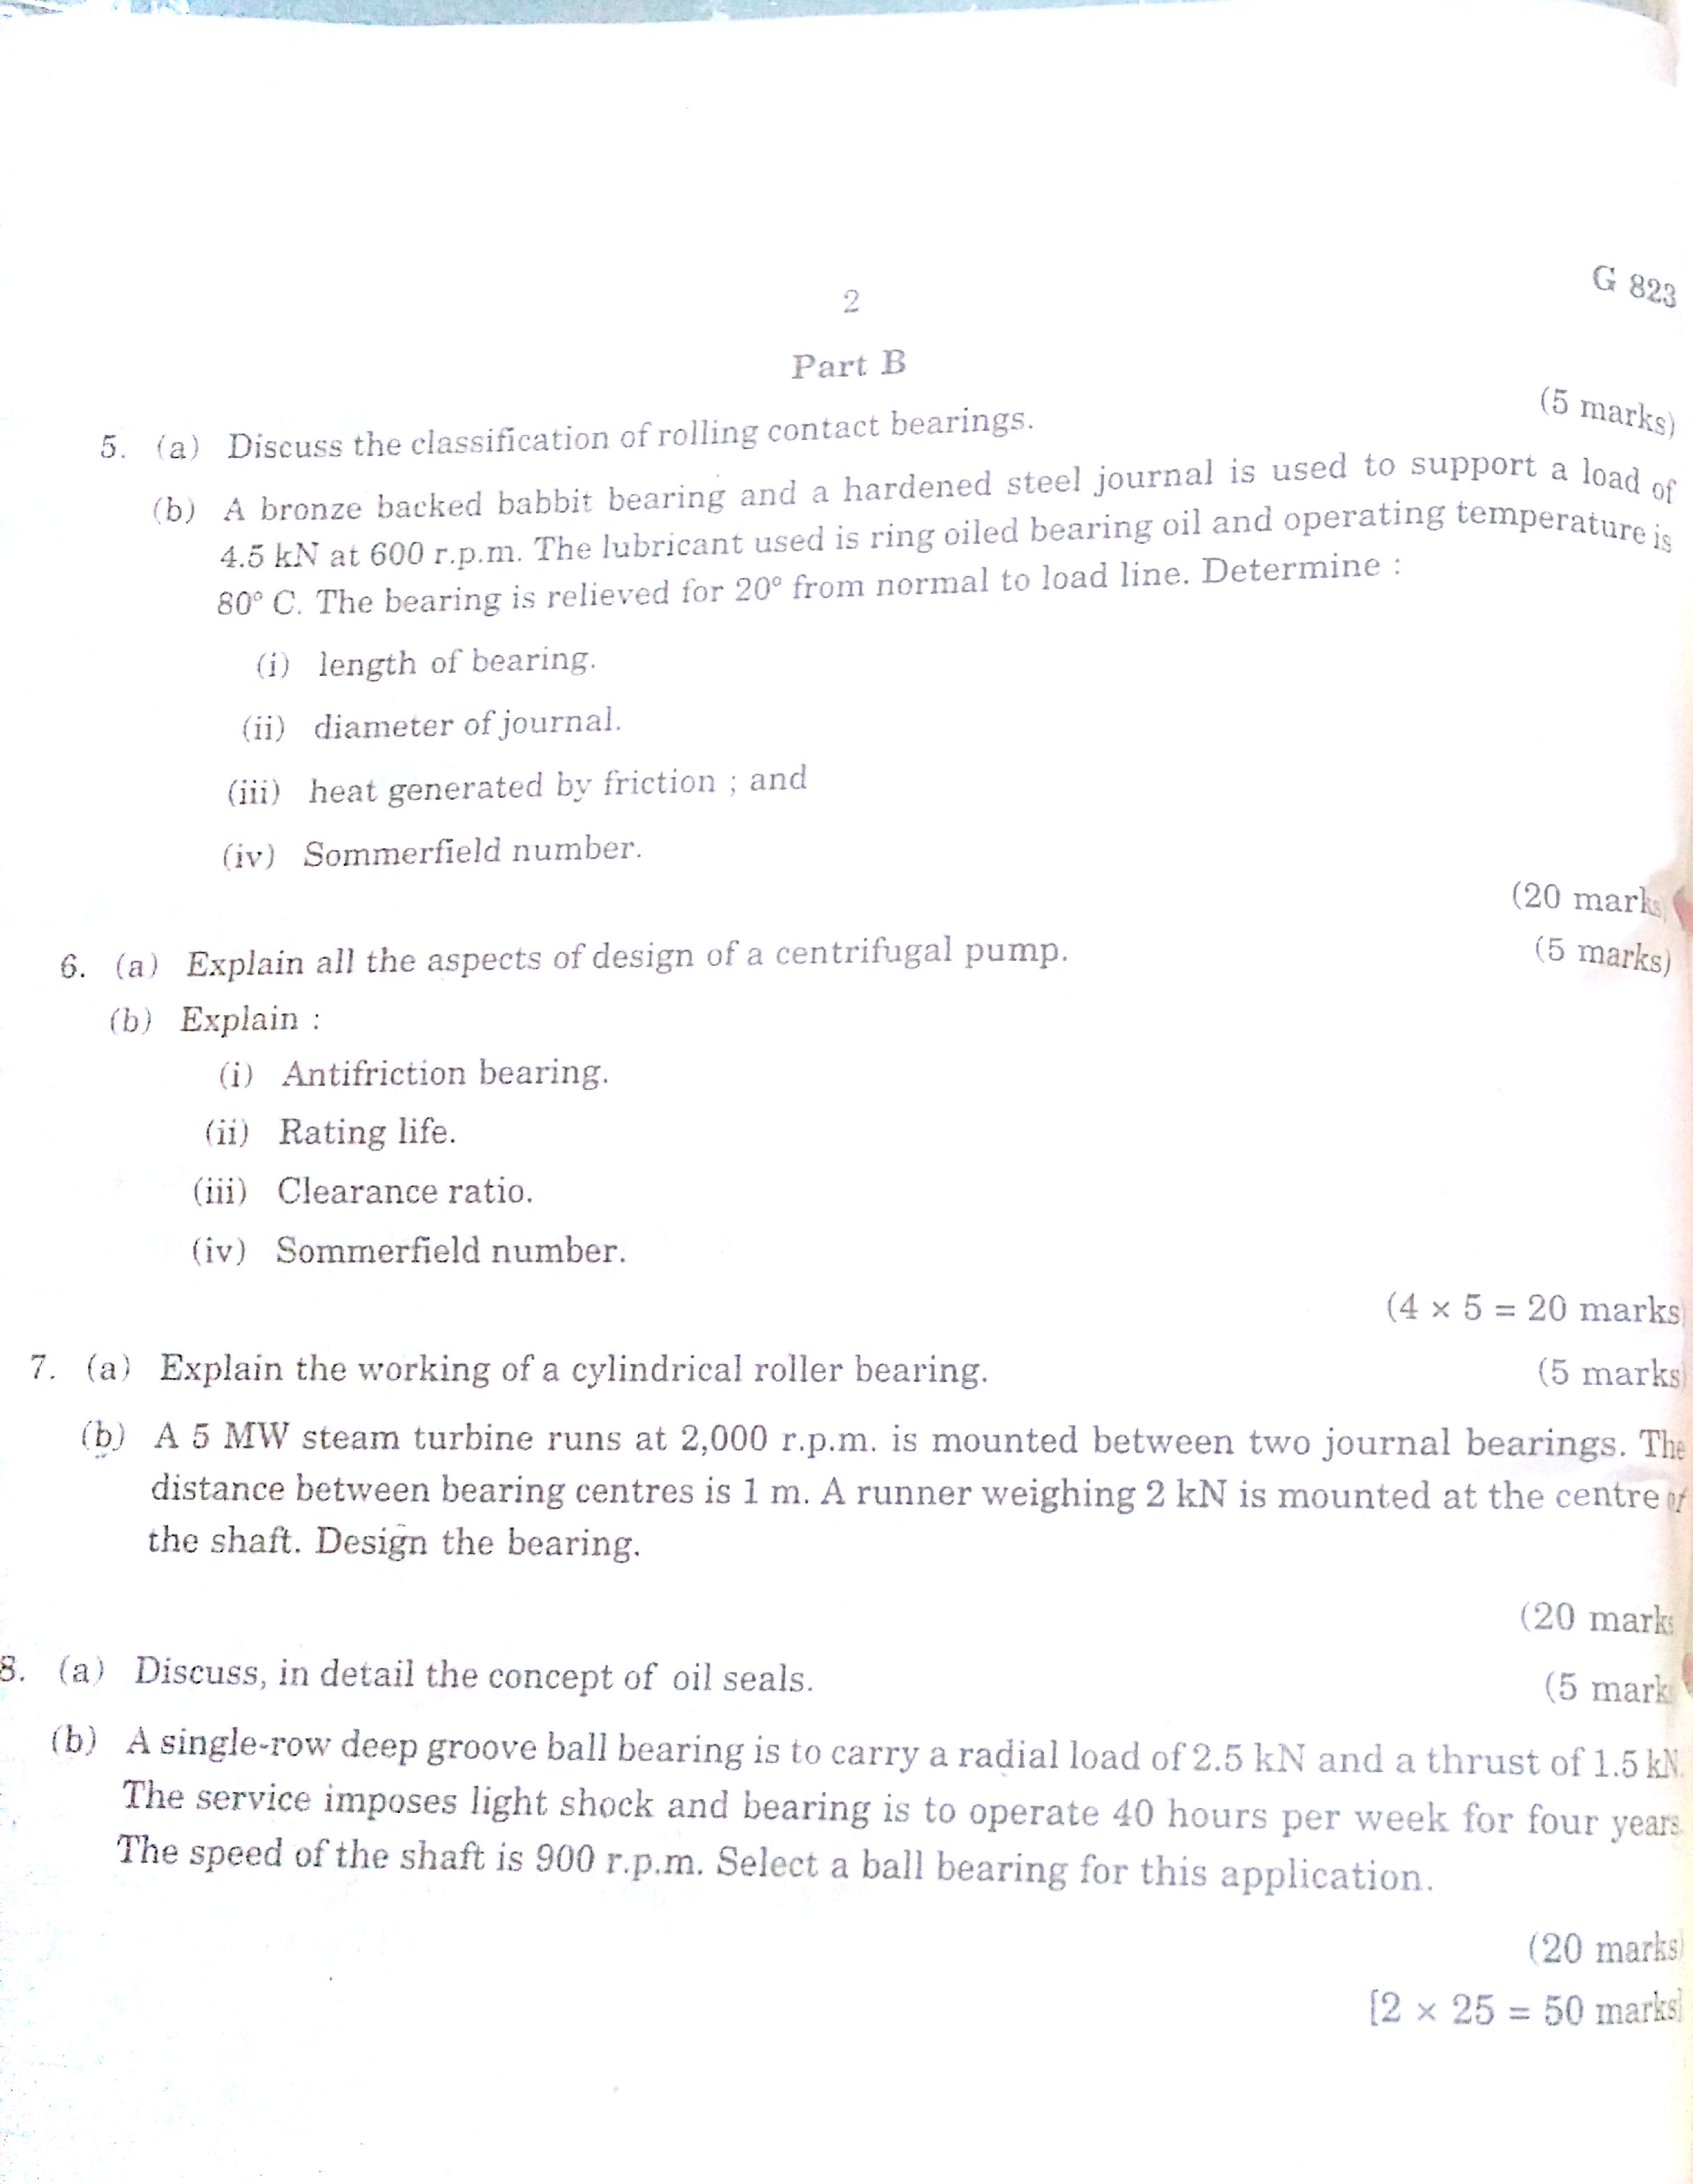 G 823
2
Part B
5. (a) Discuss the classification of rolling contact bearings. (5 marks)
(b) A bronze backed babbit bearing and a hardened steel journal is used to support a load of
4.5 kN at 600 r.p.m. The lubricant used is ring oiled bearing oil and operating temperature is
80° C. The bearing is relieved for 20° from normal to load line. Determine :
(i) length of bearing.
(ii) diameter of journal.
(iii) heat generated by friction ; and
(iv) Sommerfield number.
(20 marks)
6. (a) Explain all the aspects of design of a centrifugal pump. (5 marks)
(b) Explain :
(i) Antifriction bearing.
(ii) Rating life.
(iii) Clearance ratio.
(iv) Sommerfield number.
(4 × 5 = 20 marks)
7. (a) Explain the working of a cylindrical roller bearing. (5 marks)
(b) A 5 MW steam turbine runs at 2,000 r.p.m. is mounted between two journal bearings. The
distance between bearing centres is 1 m. A runner weighing 2 kN is mounted at the centre of
the shaft. Design the bearing.
(20 marks
8. (a) Discuss, in detail the concept of oil seals. (5 mark
(b) A single-row deep groove ball bearing is to carry a radial load of 2.5 kN and a thrust of 1.5 kN.
The service imposes light shock and bearing is to operate 40 hours per week for four years.
The speed of the shaft is 900 r.p.m. Select a ball bearing for this application.
(20 marks)
[2 × 25 = 50 marks]